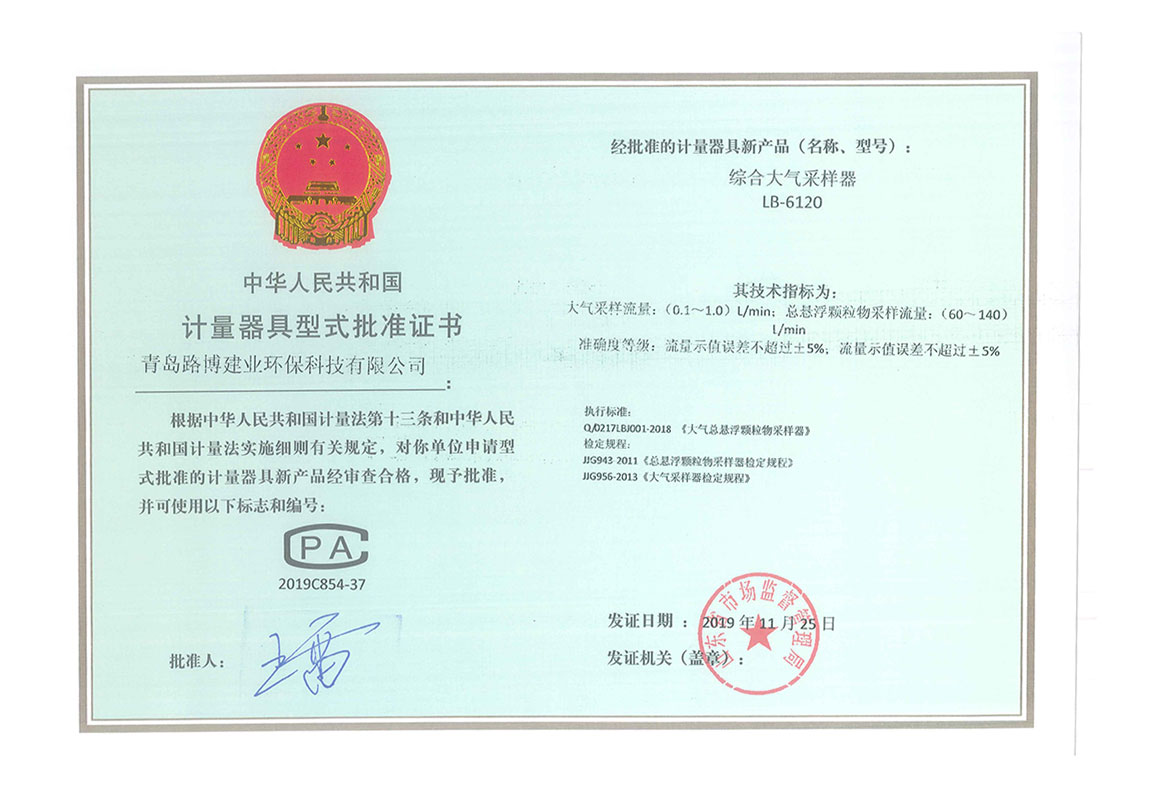 中华人民共和国
计量器具型式批准证书
青岛路博建业环保科技有限公司
：
根据中华人民共和国计量法第十三条和中华人民
共和国计量法实施细则有关规定，对你单位申请型
式批准的计量器具新产品经审查合格，现予批准，
并可使用以下标志和编号：
CPA
2019C854-37
批准人：
经批准的计量器具新产品（名称、型号）：
综合大气采样器
LB-6120
其技术指标为：
大气采样流量：（0.1～1.0）L/min；总悬浮颗粒物采样流量：（60～140）
L/min
准确度等级：流量示值误差不超过±5%；流量示值误差不超过±5%
执行标准：
Q/0217LBJ001-2018 《大气总悬浮颗粒物采样器》
检定规程：
JJG943-2011《总悬浮颗粒物采样器检定规程》
JJG956-2013《大气采样器检定规程》
发证日期 ：2019 年 11 月 25 日
发证机关（盖章）：
山东省市场监督管理局